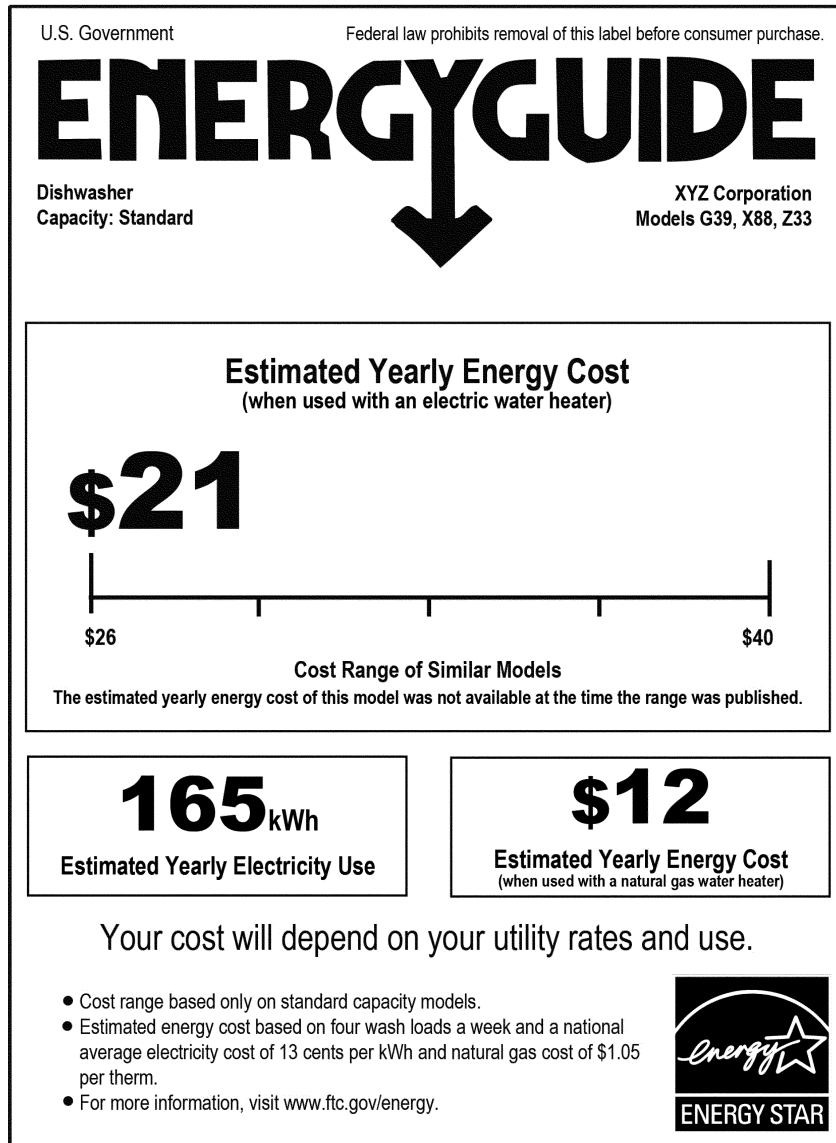 U.S. Government
Federal law prohibits removal of this label before consumer purchase.
ENERGYGUIDE
Dishwasher
Capacity: Standard
XYZ Corporation
Models G39, X88, Z33
Estimated Yearly Energy Cost
(when used with an electric water heater)
$21
$26
$40
Cost Range of Similar Models
The estimated yearly energy cost of this model was not available at the time the range was published.
165kWh
Estimated Yearly Electricity Use
$12
Estimated Yearly Energy Cost
(when used with a natural gas water heater)
Your cost will depend on your utility rates and use.
● Cost range based only on standard capacity models.
● Estimated energy cost based on four wash loads a week and a national
average electricity cost of 13 cents per kWh and natural gas cost of $1.05
per therm.
● For more information, visit www.ftc.gov/energy.
energy
ENERGY STAR